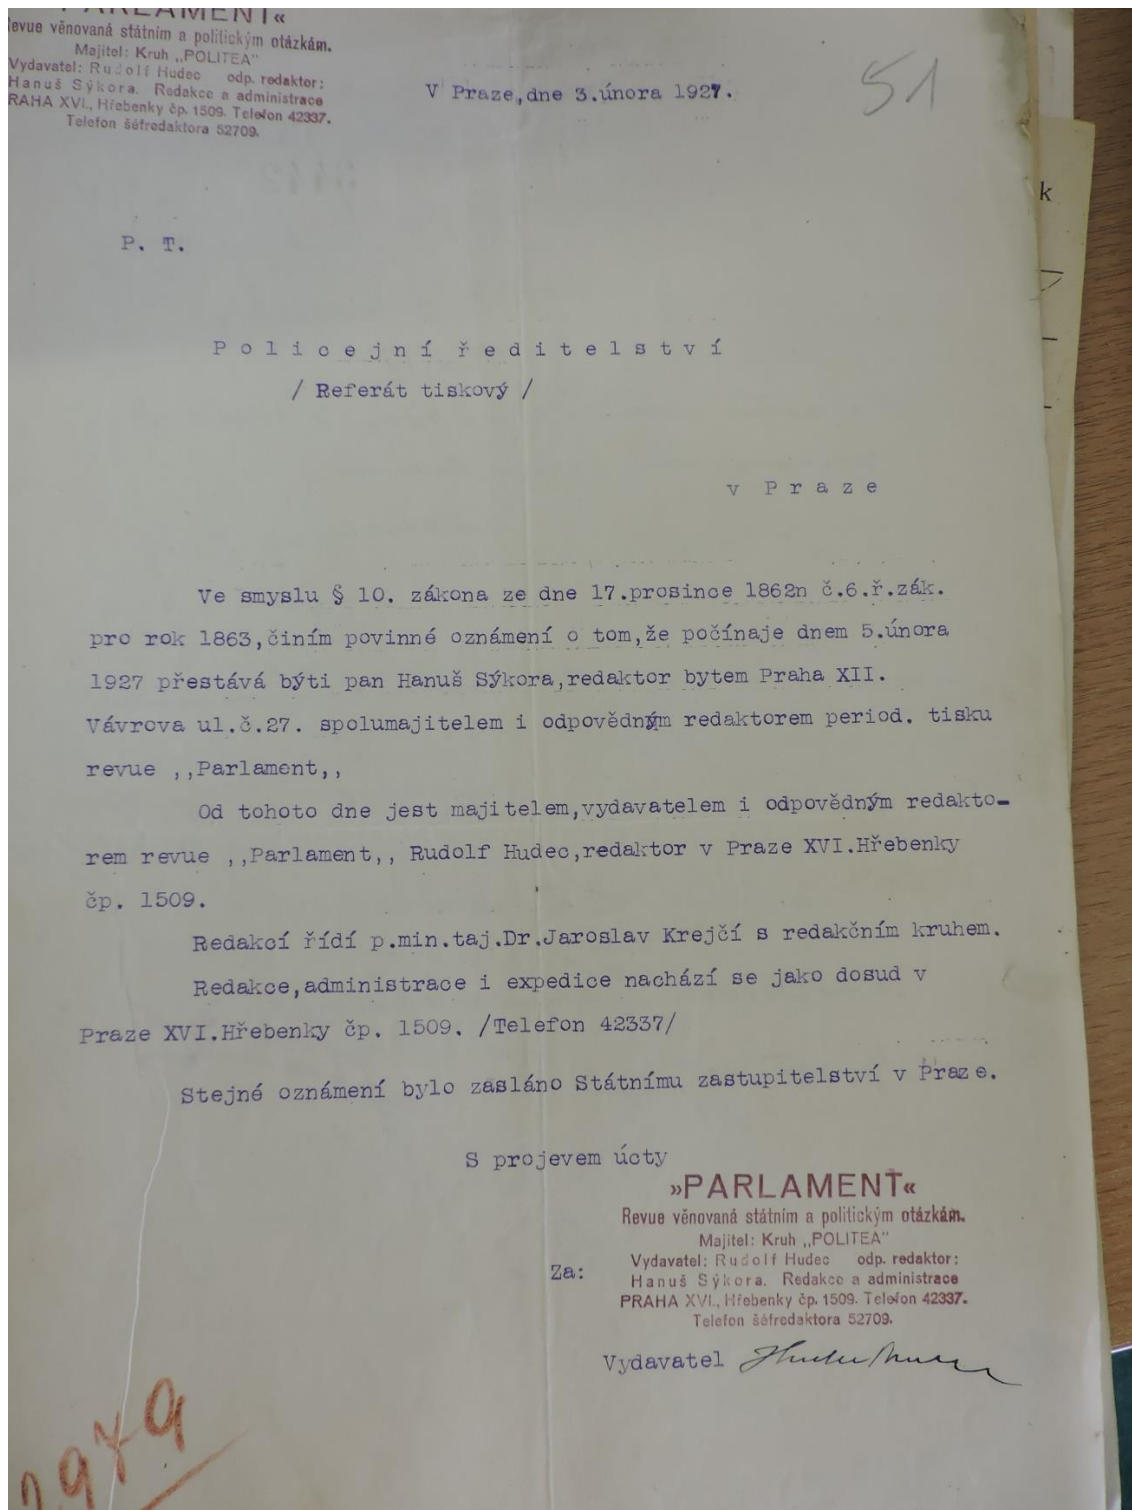 »PARLAMENT«
Revue věnovaná státním a politickým otázkám.
Majitel: Kruh „POLITEA"
Vydavatel: Rudolf Hudec odp. redaktor:
Hanuš Sýkora. Redakce a administrace
PRAHA XVI., Hřebenky čp. 1509. Telefon 42337.
Telefon šéfredaktora 52709.
V Praze,dne 3.února 1927.
51
P. T.
Policejní ředitelství
/ Referát tiskový /
v Praze
Ve smyslu § 10. zákona ze dne 17.prosince 1862n č.6.ř.zák.
pro rok 1863,činím povinné oznámení o tom,že počínaje dnem 5.února
1927 přestává býti pan Hanuš Sýkora,redaktor bytem Praha XII.
Vávrova ul.č.27. spolumajitelem i odpovědným redaktorem period. tisku
revue ,,Parlament,,
Od tohoto dne jest majitelem,vydavatelem i odpovědným redakto-
rem revue ,,Parlament,, Rudolf Hudec,redaktor v Praze XVI.Hřebenky
čp. 1509.
Redakcí řídí p.min.taj.Dr.Jaroslav Krejčí s redakčním kruhem.
Redakce,administrace i expedice nachází se jako dosud v
Praze XVI.Hřebenky čp. 1509. /Telefon 42337/
Stejné oznámení bylo zasláno Státnímu zastupitelství v Praze.
S projevem úcty
»PARLAMENT«
Revue věnovaná státním a politickým otázkám.
Majitel: Kruh „POLITEA"
Za:
Vydavatel: Rudolf Hudec odp. redaktor:
Hanuš Sýkora. Redakce a administrace
PRAHA XVI., Hřebenky čp. 1509. Telefon 42337.
Telefon šéfredaktora 52709.
Vydavatel